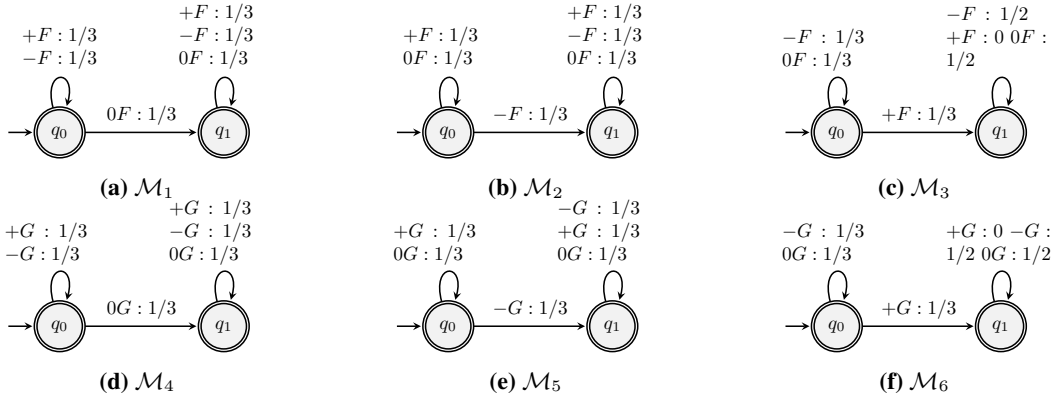 +F : 1/3
−F : 1/3
+F : 1/3
−F : 1/3
0F : 1/3
0F : 1/3
q0
q1
(a) M1
+F : 1/3
0F : 1/3
+F : 1/3
−F : 1/3
0F : 1/3
−F : 1/3
q0
q1
(b) M2
−F : 1/3
0F : 1/3
−F : 1/2
+F : 0 0F :
1/2
+F : 1/3
q0
q1
(c) M3
+G : 1/3
−G : 1/3
+G : 1/3
−G : 1/3
0G : 1/3
0G : 1/3
q0
q1
(d) M4
+G : 1/3
0G : 1/3
−G : 1/3
+G : 1/3
0G : 1/3
−G : 1/3
q0
q1
(e) M5
−G : 1/3
0G : 1/3
+G : 0 −G :
1/2 0G : 1/2
+G : 1/3
q0
q1
(f) M6